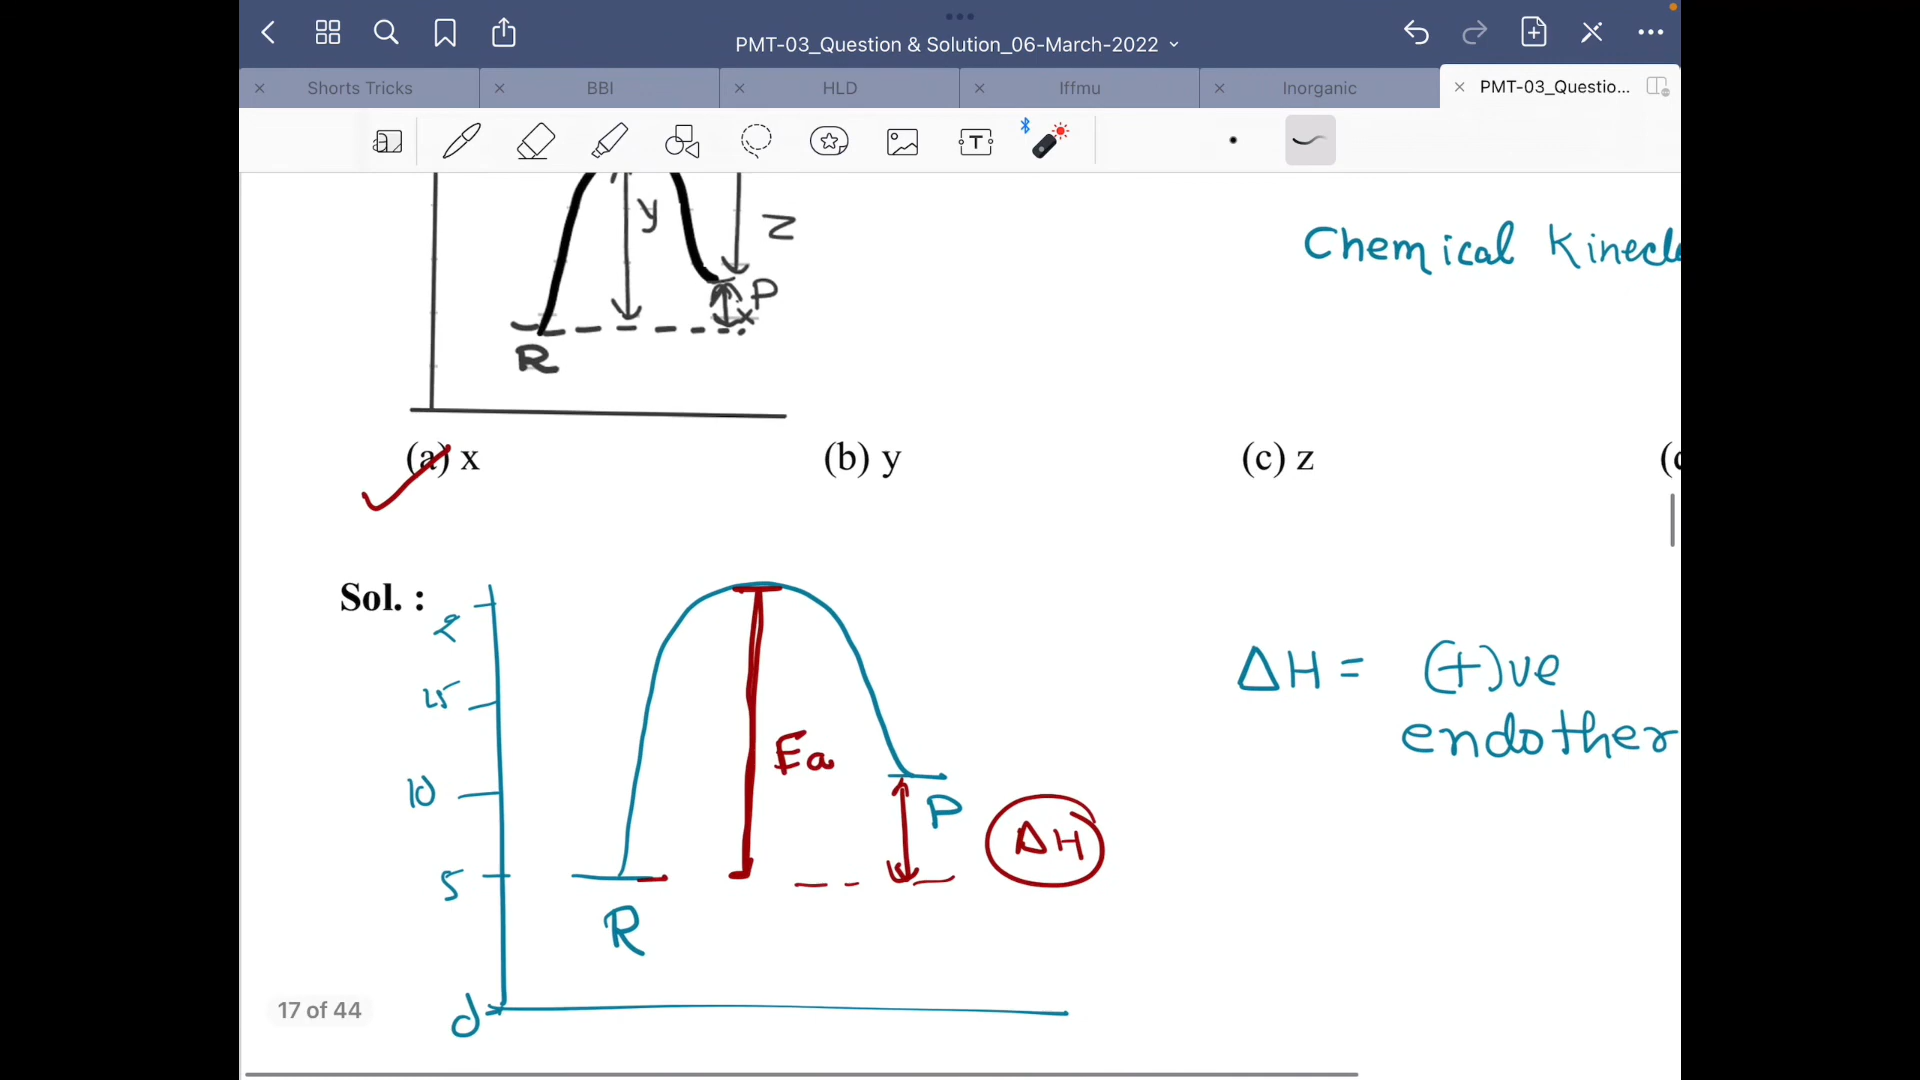 PMT-03_Question & Solution_06-March-2022
Shorts Tricks
BBI
HLD
Iffmu
Inorganic
PMT-03_Questio...
T
y
z
Chemical
P
x
R
(a) x
(b) y
(c) z
Sol. :
ΔH = (+)ve
endother
15
Ea
10
P
ΔH
5
R
17 of 44